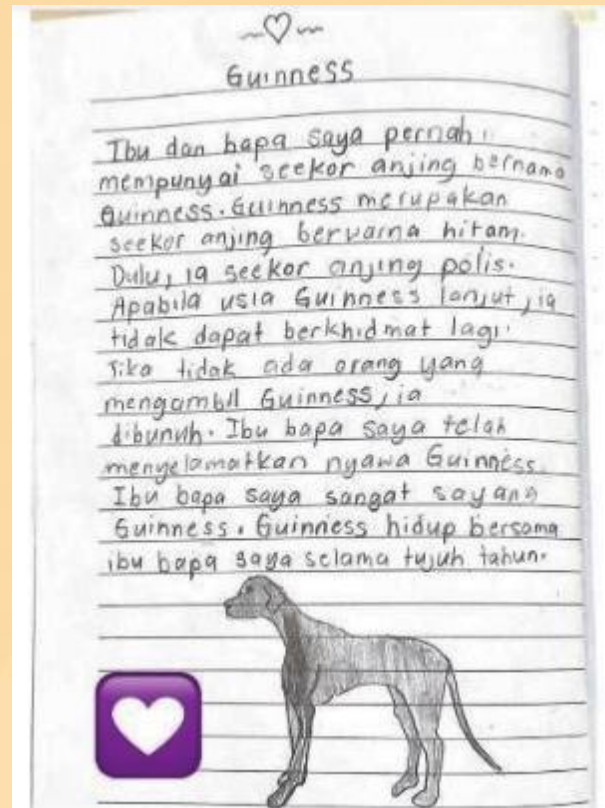 Guinness
Ibu dan bapa saya pernah
mempunyai seekor anjing bernama
Guinness. Guinness merupakan
seekor anjing berwarna hitam.
Dulu, ia seekor anjing polis.
Apabila usia Guinness lanjut, ia
tidak dapat berkhidmat lagi.
Jika tidak ada orang yang
mengambil Guinness, ia
dibunuh. Ibu bapa saya telah
menyelamatkan nyawa Guinness.
Ibu bapa saya sangat sayang
Guinness. Guinness hidup bersama
ibu bapa saya selama tujuh tahun.